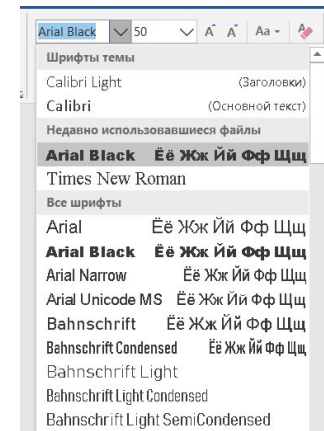 Arial Black 50 A A Aa A
Шрифты темы
Calibri Light (Заголовки)
Calibri (Основной текст)
Недавно использовавшиеся файлы
Arial Black Ёё Жж Йй Фф Щщ
Times New Roman
Все шрифты
Arial Ёё Жж Йй Фф Щщ
Arial Black Ёё Жж Йй Фф Щщ
Arial Narrow Ёё Жж Йй Фф Щщ
Arial Unicode MS Ёё Жж Йй Фф Щщ
Bahnschrift Ёё Жж Йй Фф Щщ
Bahnschrift Condensed Ёё Жж Йй Фф Щщ
Bahnschrift Light
Bahnschrift Light Condensed
Bahnschrift Light SemiCondensed